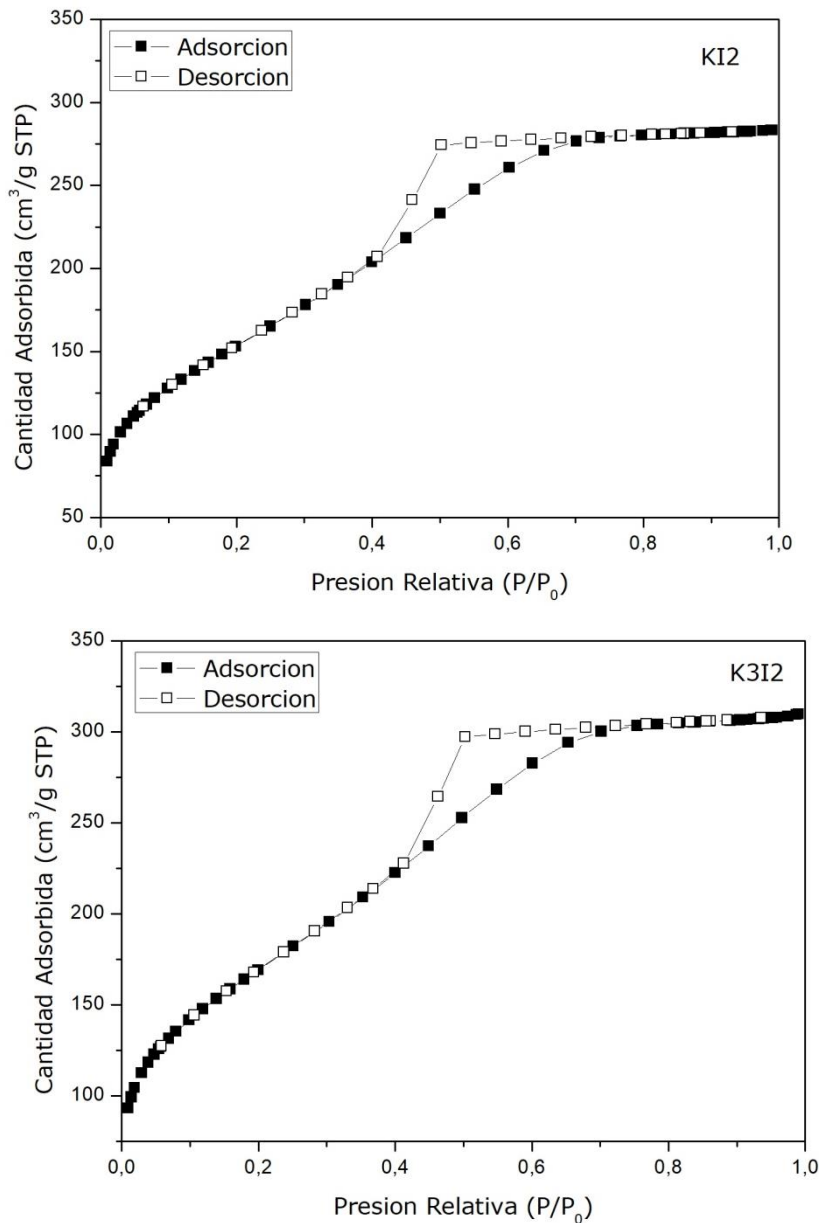 350
Adsorcion
KI2
Desorcion
300
250
200
150
100
50
Cantidad Adsorbida (cm³/g STP)
0,0 0,2 0,4 0,6 0,8 1,0
Presion Relativa (P/P₀)
350
Adsorcion
K3I2
Desorcion
300
250
200
150
100
Cantidad Adsorbida (cm³/g STP)
0,0 0,2 0,4 0,6 0,8 1,0
Presion Relativa (P/P₀)